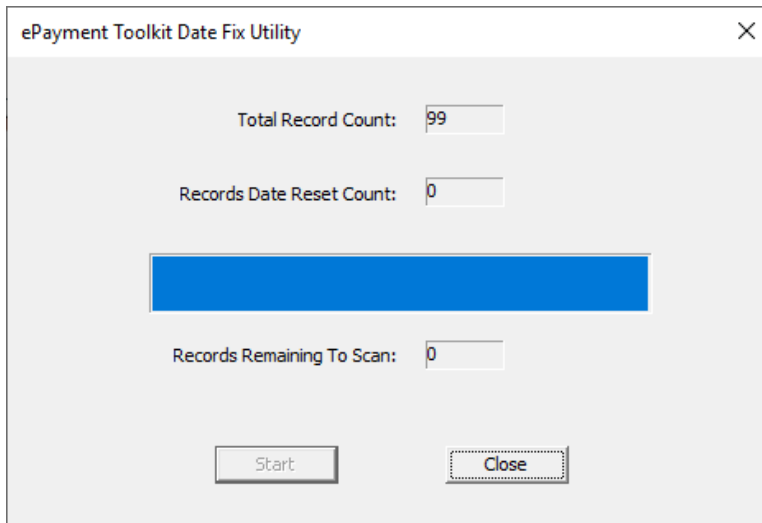 ePayment Toolkit Date Fix Utility
Total Record Count: 99
Records Date Reset Count: 0
Records Remaining To Scan: 0
Start Close